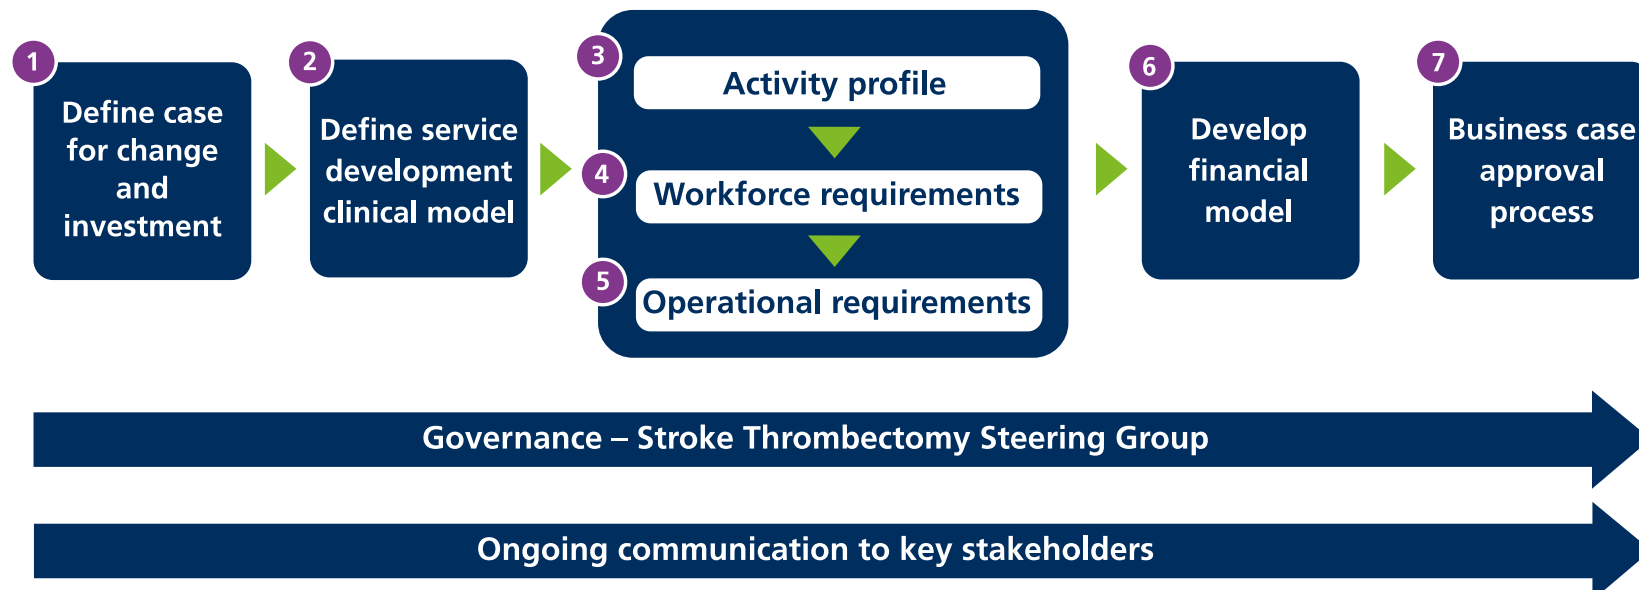 1
Define case
for change
and
investment
2
Define service
development
clinical model
3
Activity profile
4
Workforce requirements
5
Operational requirements
6
Develop
financial
model
7
Business case
approval
process
Governance – Stroke Thrombectomy Steering Group
Ongoing communication to key stakeholders